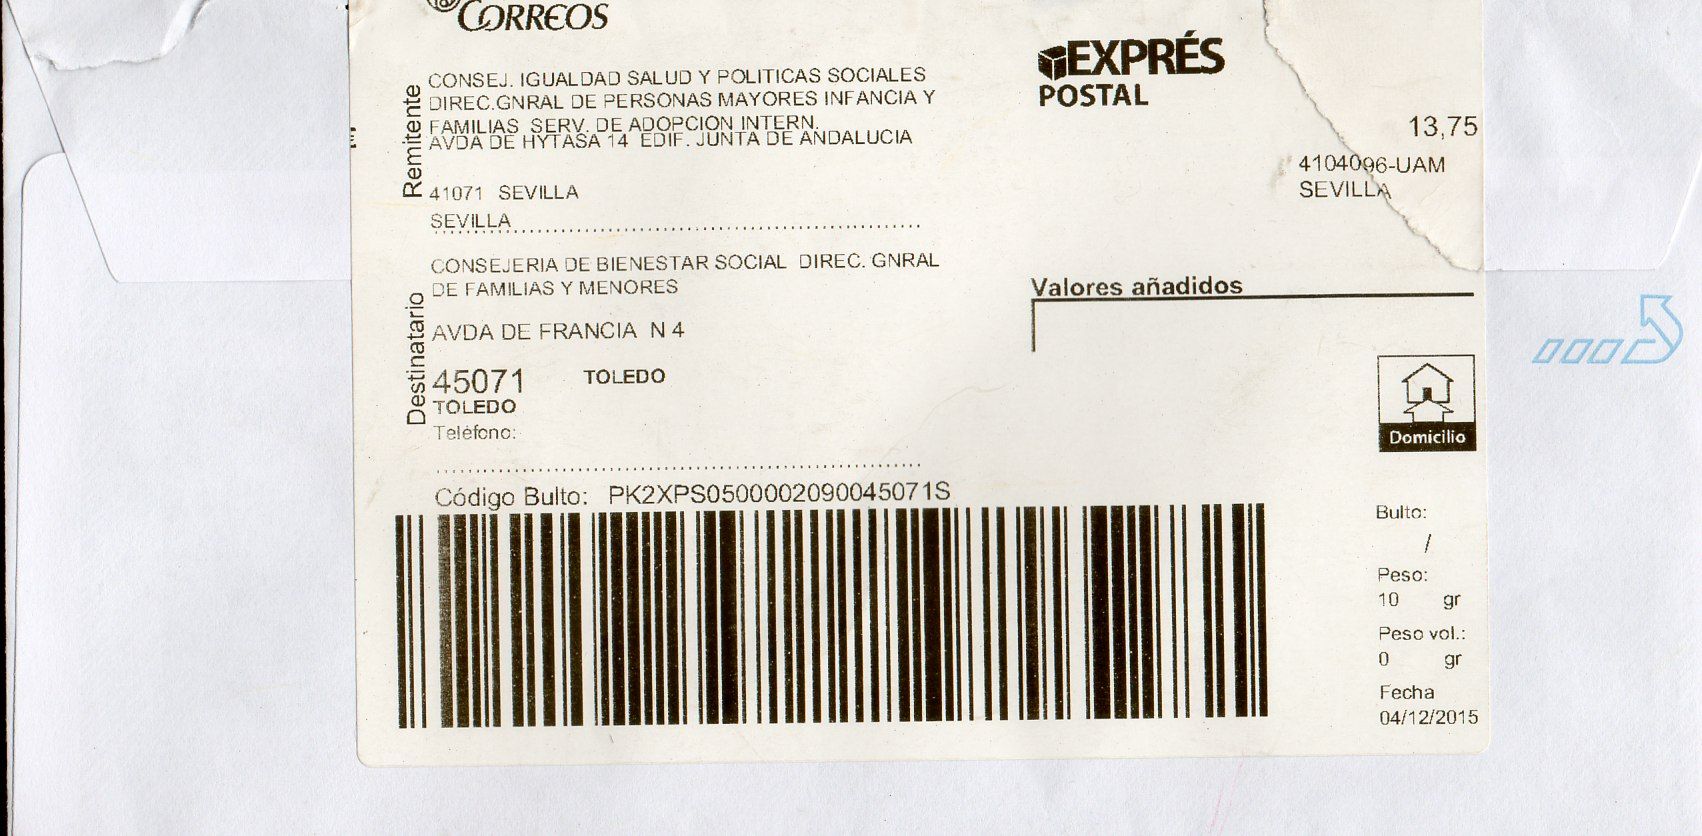 CORREOS
EXPRÉS
POSTAL
Remitente
CONSEJ. IGUALDAD SALUD Y POLITICAS SOCIALES
DIREC.GNRAL DE PERSONAS MAYORES INFANCIA Y
FAMILIAS SERV. DE ADOPCION INTERN.
AVDA DE HYTASA 14 EDIF. JUNTA DE ANDALUCIA
41071 SEVILLA
SEVILLA
13,75
4104096-UAM
SEVILLA
Destinatario
CONSEJERIA DE BIENESTAR SOCIAL DIREC. GNRAL
DE FAMILIAS Y MENORES
AVDA DE FRANCIA N 4
45071 TOLEDO
TOLEDO
Teléfono:
Valores añadidos
Domicilio
Código Bulto: PK2XPS0500002090045071S
Bulto:
/
Peso:
10 gr
Peso vol.:
0 gr
Fecha
04/12/2015